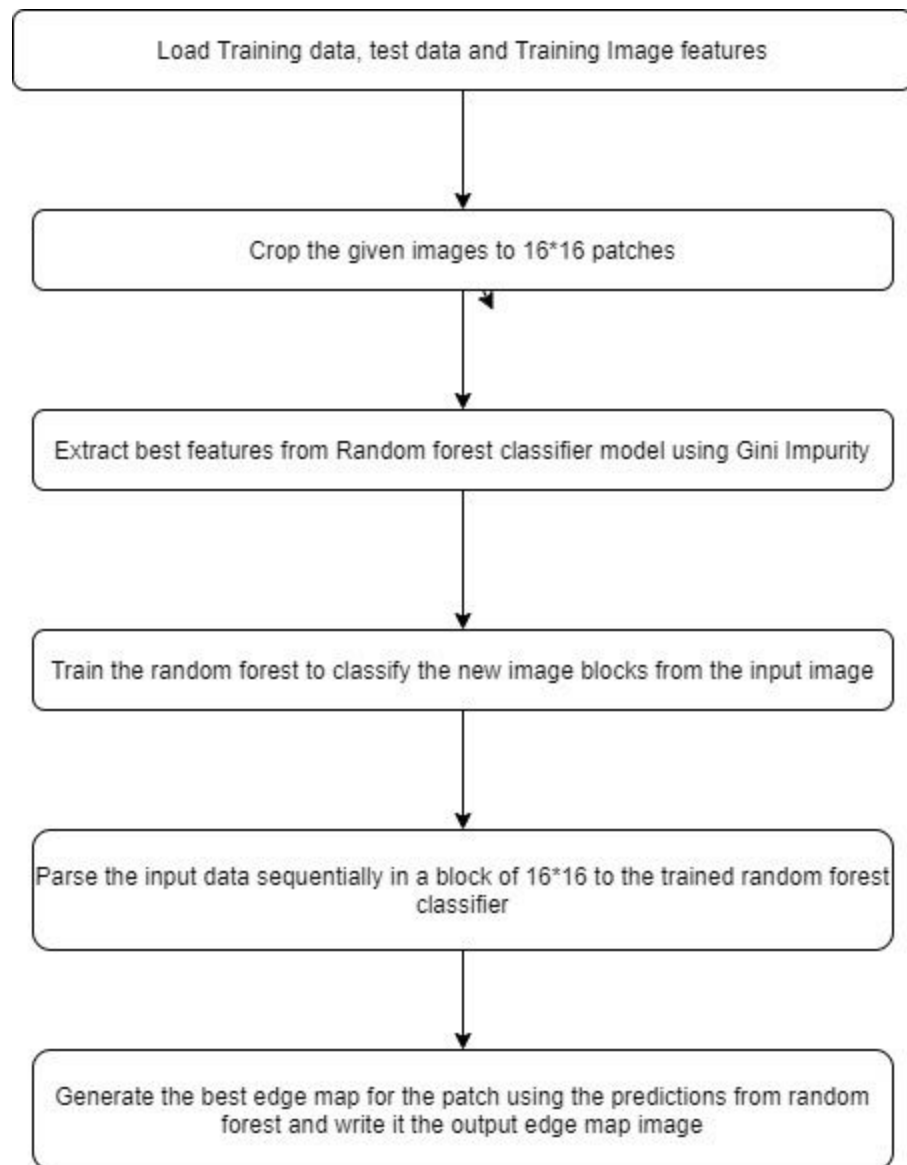 Load Training data, test data and Training Image features
Crop the given images to 16*16 patches
Extract best features from Random forest classifier model using Gini Impurity
Train the random forest to classify the new image blocks from the input image
Parse the input data sequentially in a block of 16*16 to the trained random forest
classifier
Generate the best edge map for the patch using the predictions from random
forest and write it the output edge map image